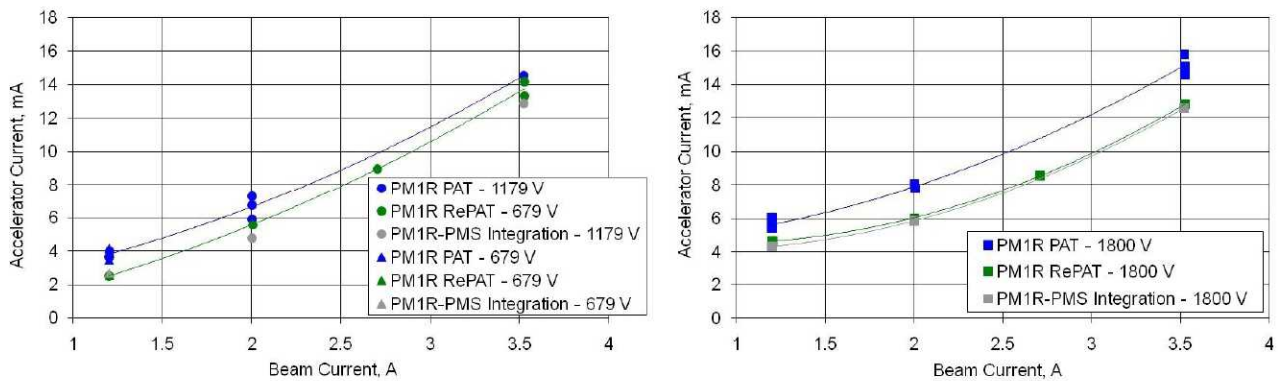 18
16
14
12
10
8
6
4
2
0
Accelerator Current, mA
1 1.5 2 2.5 3 3.5 4
Beam Current, A
PM1R PAT - 1179 V
PM1R RePAT - 679 V
PM1R-PMS Integration - 1179 V
PM1R PAT - 679 V
PM1R RePAT - 679 V
PM1R-PMS Integration - 679 V
18
16
14
12
10
8
6
4
2
0
Accelerator Current, mA
1 1.5 2 2.5 3 3.5 4
Beam Current, A
PM1R PAT - 1800 V
PM1R RePAT - 1800 V
PM1R-PMS Integration - 1800 V